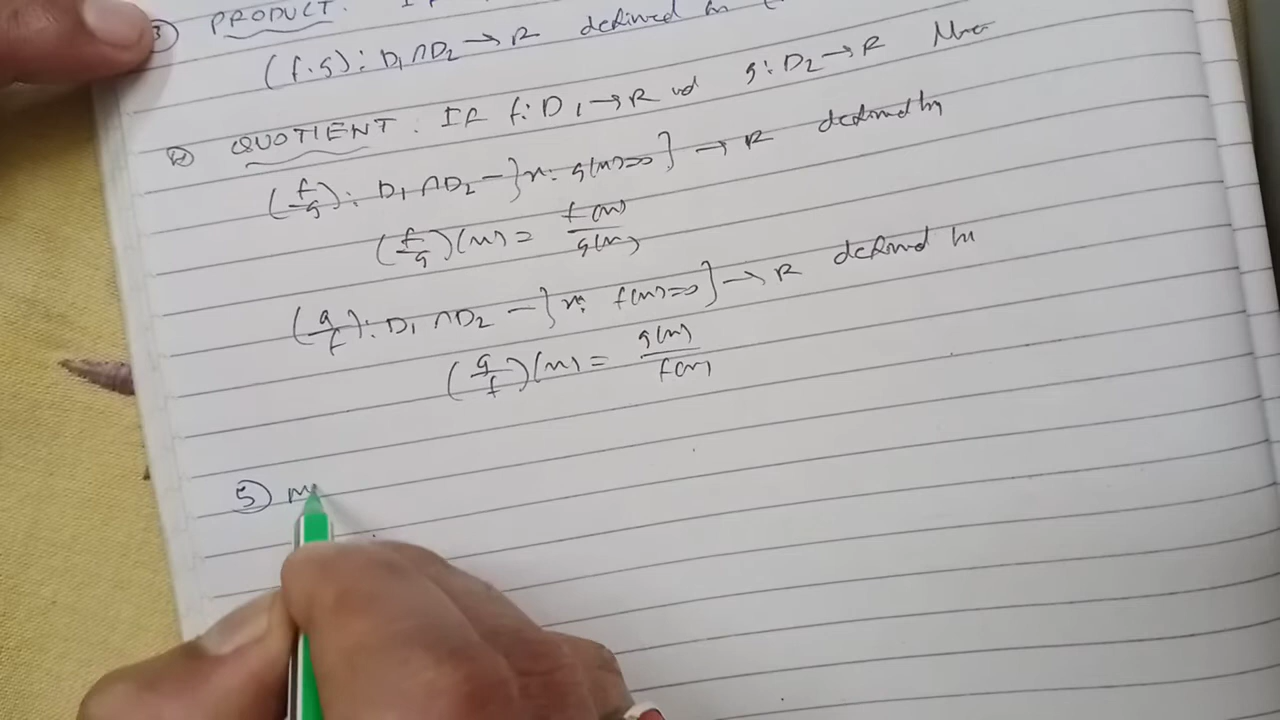 ③ PRODUCT.
(f.g): D₁∩D₂→R defined by
④ QUOTIENT. If f: D₁→R and g: D₂→R then
(f/g): D₁∩D₂-{x: g(x)=0}→R defined by
(f/g)(x)= f(x)/g(x)
(g/f): D₁∩D₂-{x: f(x)=0}→R defined by
(g/f)(x)= g(x)/f(x)
⑤ M